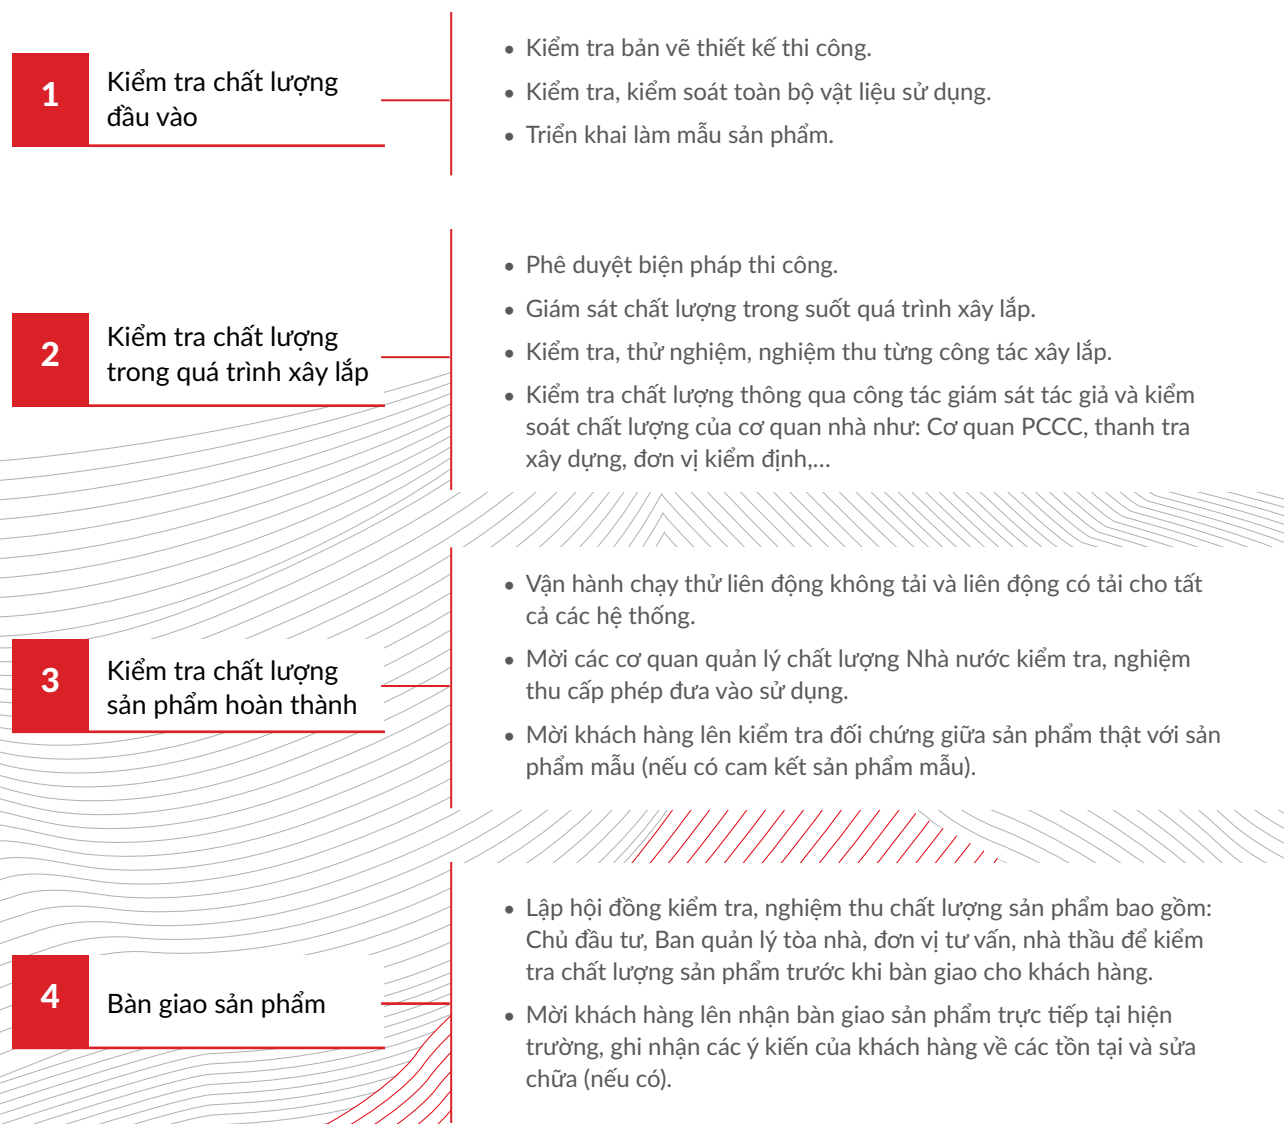 1
Kiểm tra chất lượng
đầu vào
• Kiểm tra bản vẽ thiết kế thi công.
• Kiểm tra, kiểm soát toàn bộ vật liệu sử dụng.
• Triển khai làm mẫu sản phẩm.
2
Kiểm tra chất lượng
trong quá trình xây lắp
• Phê duyệt biện pháp thi công.
• Giám sát chất lượng trong suốt quá trình xây lắp.
• Kiểm tra, thử nghiệm, nghiệm thu từng công tác xây lắp.
• Kiểm tra chất lượng thông qua công tác giám sát tác giả và kiểm
soát chất lượng của cơ quan nhà như: Cơ quan PCCC, thanh tra
xây dựng, đơn vị kiểm định,...
3
Kiểm tra chất lượng
sản phẩm hoàn thành
• Vận hành chạy thử liên động không tải và liên động có tải cho tất
cả các hệ thống.
• Mời các cơ quan quản lý chất lượng Nhà nước kiểm tra, nghiệm
thu cấp phép đưa vào sử dụng.
• Mời khách hàng lên kiểm tra đối chứng giữa sản phẩm thật với sản
phẩm mẫu (nếu có cam kết sản phẩm mẫu).
4
Bàn giao sản phẩm
• Lập hội đồng kiểm tra, nghiệm thu chất lượng sản phẩm bao gồm:
Chủ đầu tư, Ban quản lý tòa nhà, đơn vị tư vấn, nhà thầu để kiểm
tra chất lượng sản phẩm trước khi bàn giao cho khách hàng.
• Mời khách hàng lên nhận bàn giao sản phẩm trực tiếp tại hiện
trường, ghi nhận các ý kiến của khách hàng về các tồn tại và sửa
chữa (nếu có).